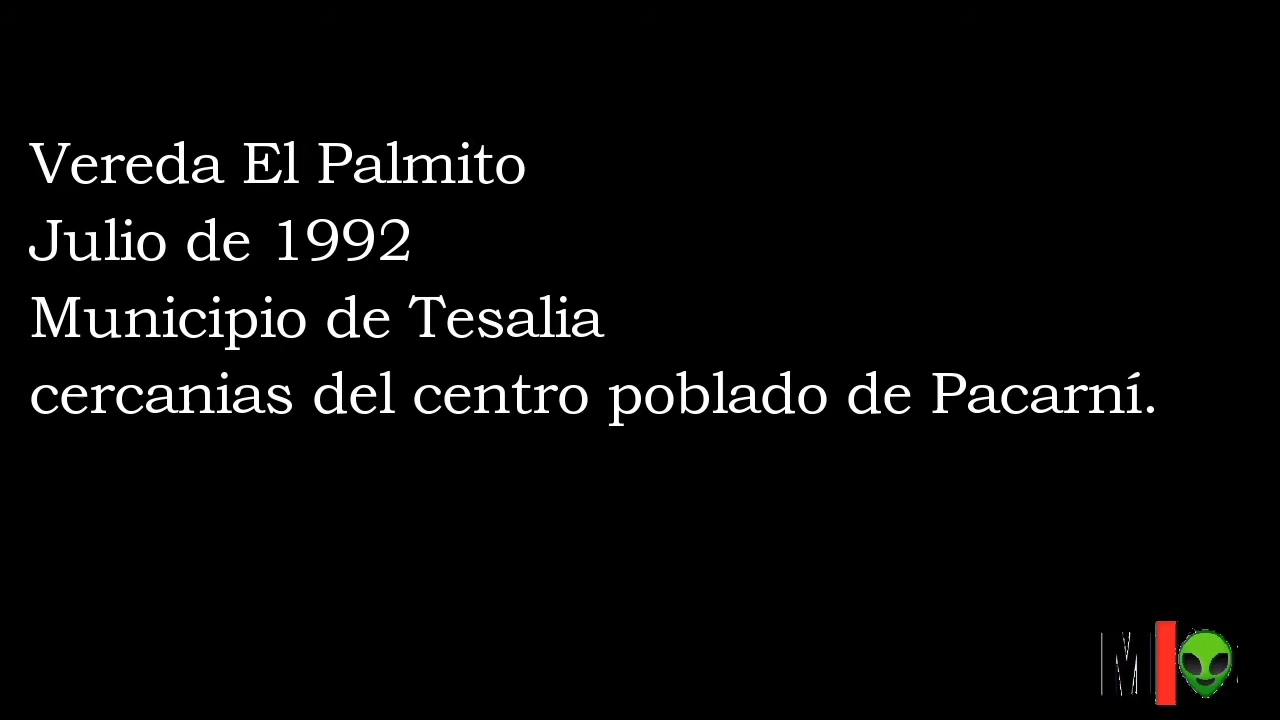 Vereda El Palmito
Julio de 1992
Municipio de Tesalia
cercanias del centro poblado de Pacarní.
M